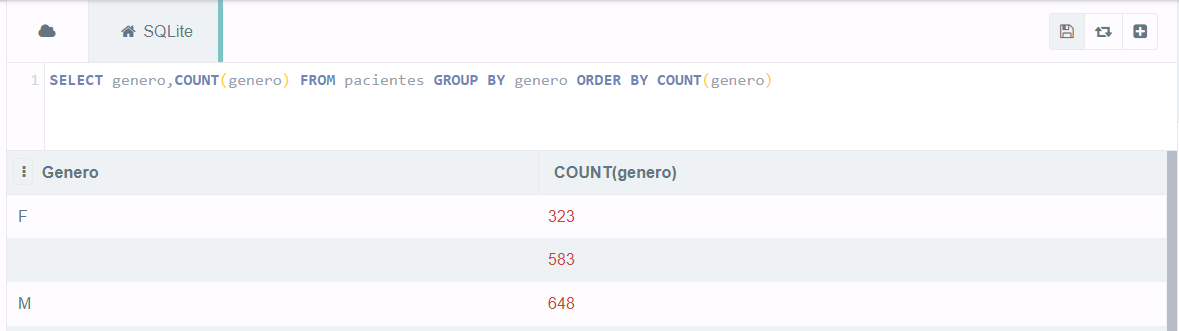 SQLite
1 SELECT genero,COUNT(genero) FROM pacientes GROUP BY genero ORDER BY COUNT(genero)
Genero COUNT(genero)
F 323
583
M 648